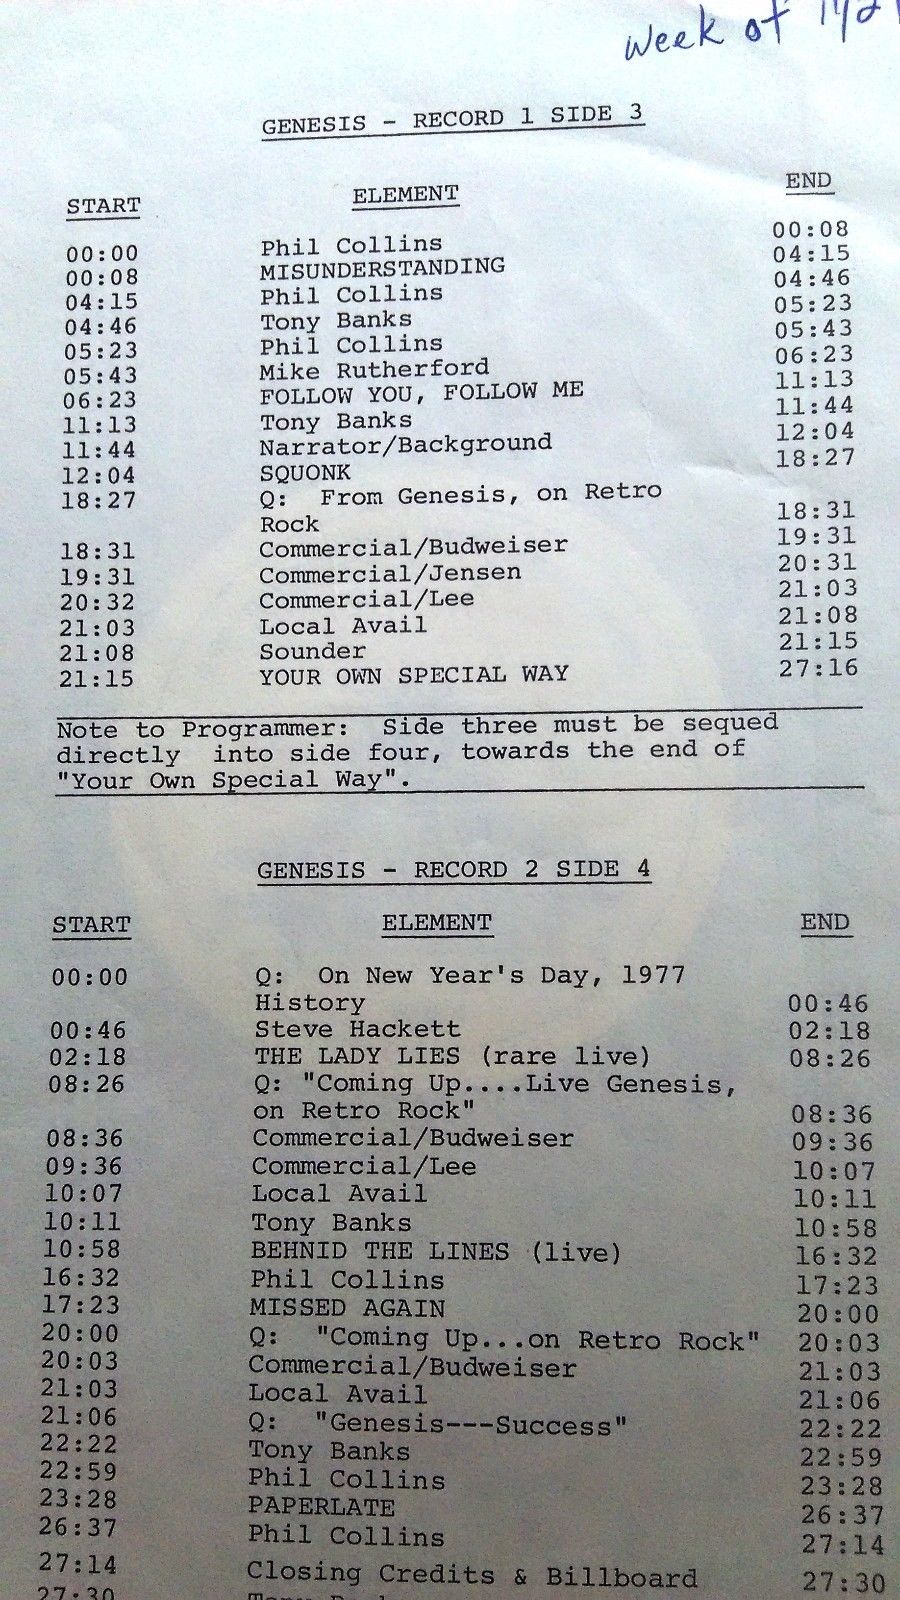 week of
GENESIS - RECORD 1 SIDE 3
START ELEMENT END
00:00 Phil Collins 00:08
00:08 MISUNDERSTANDING 04:15
04:15 Phil Collins 04:46
04:46 Tony Banks 05:23
05:23 Phil Collins 05:43
05:43 Mike Rutherford 06:23
06:23 FOLLOW YOU, FOLLOW ME 11:13
11:13 Tony Banks 11:44
11:44 Narrator/Background 12:04
12:04 SQUONK 18:27
18:27 Q: From Genesis, on Retro
Rock 18:31
18:31 Commercial/Budweiser 19:31
19:31 Commercial/Jensen 20:31
20:32 Commercial/Lee 21:03
21:03 Local Avail 21:08
21:08 Sounder 21:15
21:15 YOUR OWN SPECIAL WAY 27:16
Note to Programmer: Side three must be sequed
directly into side four, towards the end of
"Your Own Special Way".
GENESIS - RECORD 2 SIDE 4
START ELEMENT END
00:00 Q: On New Year's Day, 1977
History 00:46
00:46 Steve Hackett 02:18
02:18 THE LADY LIES (rare live) 08:26
08:26 Q: "Coming Up....Live Genesis,
on Retro Rock" 08:36
08:36 Commercial/Budweiser 09:36
09:36 Commercial/Lee 10:07
10:07 Local Avail 10:11
10:11 Tony Banks 10:58
10:58 BEHNID THE LINES (live) 16:32
16:32 Phil Collins 17:23
17:23 MISSED AGAIN 20:00
20:00 Q: "Coming Up...on Retro Rock" 20:03
20:03 Commercial/Budweiser 21:03
21:03 Local Avail 21:06
21:06 Q: "Genesis---Success" 22:22
22:22 Tony Banks 22:59
22:59 Phil Collins 23:28
23:28 PAPERLATE 26:37
26:37 Phil Collins 27:14
27:14 Closing Credits & Billboard 27:30
27:30